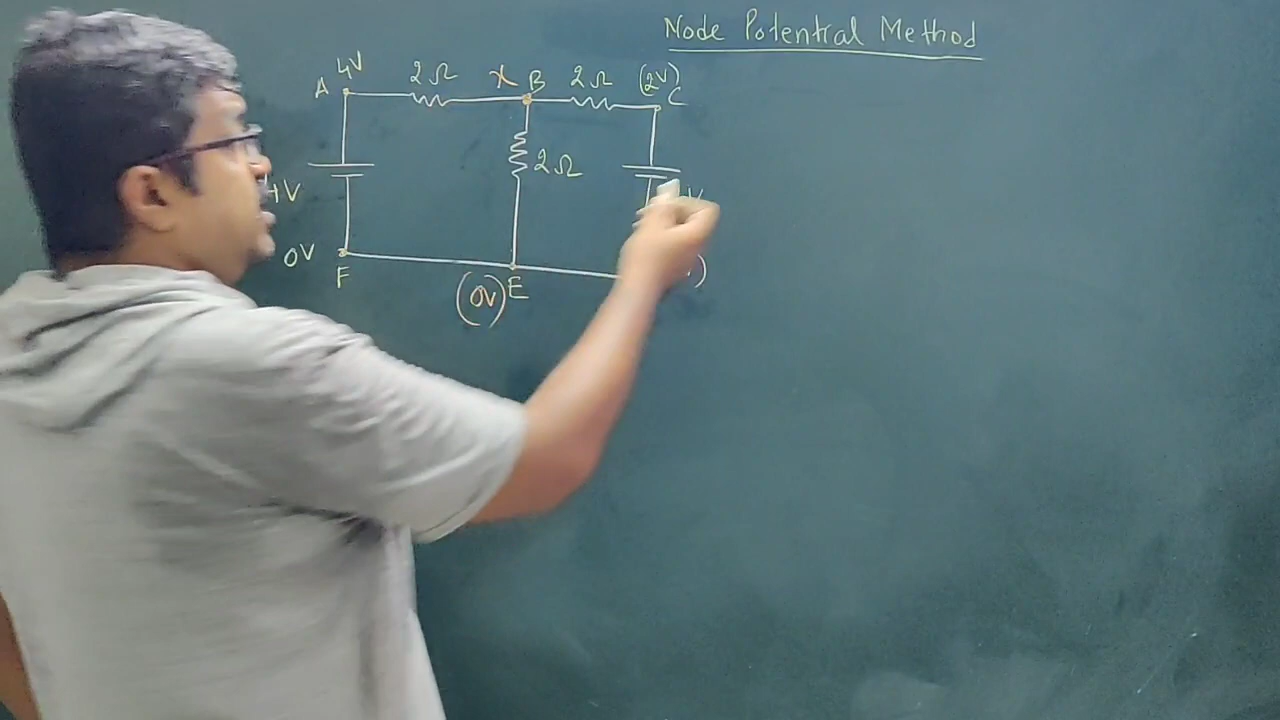 Node Potential Method
A 4V 2Ω x B 2Ω (2V) C
2Ω
4V
0V F
(0V) E